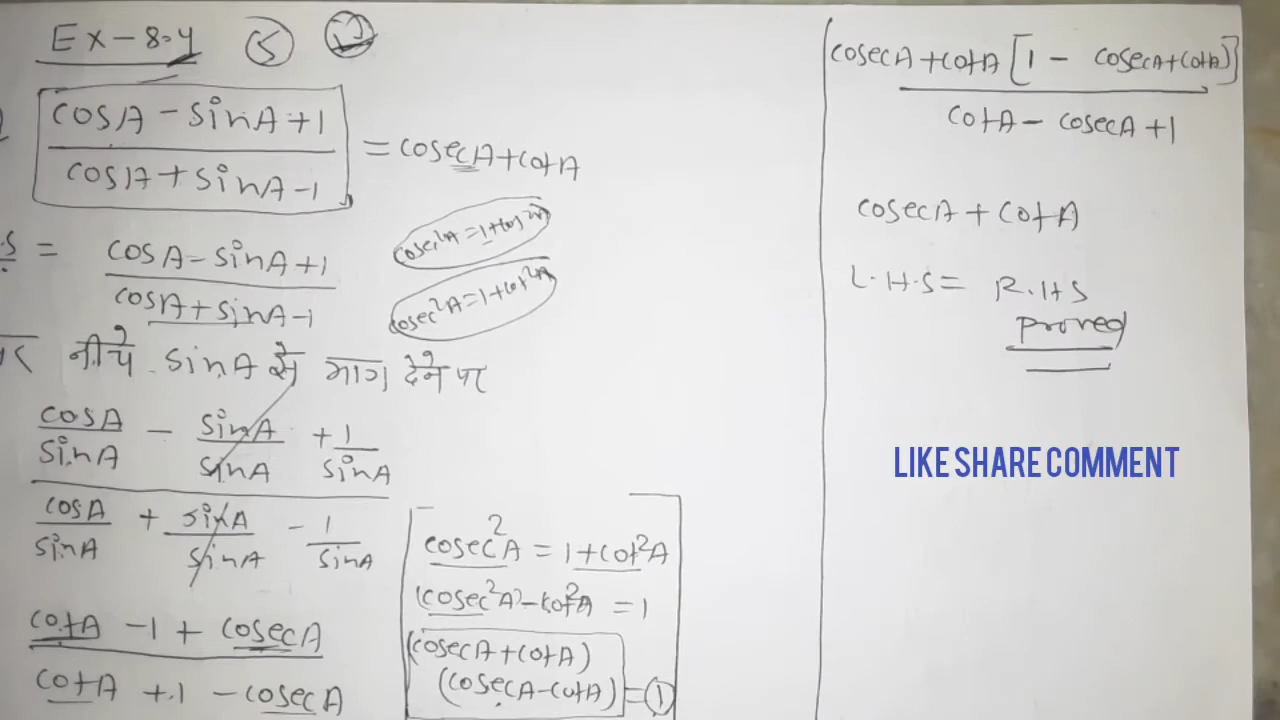 Ex-8.4 (5) (v)
cosA - sinA + 1
cosA + sinA - 1
= cosecA + cotA
cosec²A = 1 + cot²A
cosec²A = 1 + cot²A
=
cosA - sinA + 1
cosA + sinA - 1
नीचे sinA से भाग देने पर
cosA/sinA - sinA/sinA + 1/sinA
cosA/sinA + sinA/sinA - 1/sinA
cotA - 1 + cosecA
cotA + 1 - cosecA
cosec²A = 1 + cot²A
(cosec²A) - cot²A = 1
(cosecA + cotA)
(cosecA - cotA) = 1
cosecA + cotA [1 - cosecA + cotA]
cotA - cosecA + 1
cosecA + cotA
L.H.S = R.H.S
proved
LIKE SHARE COMMENT